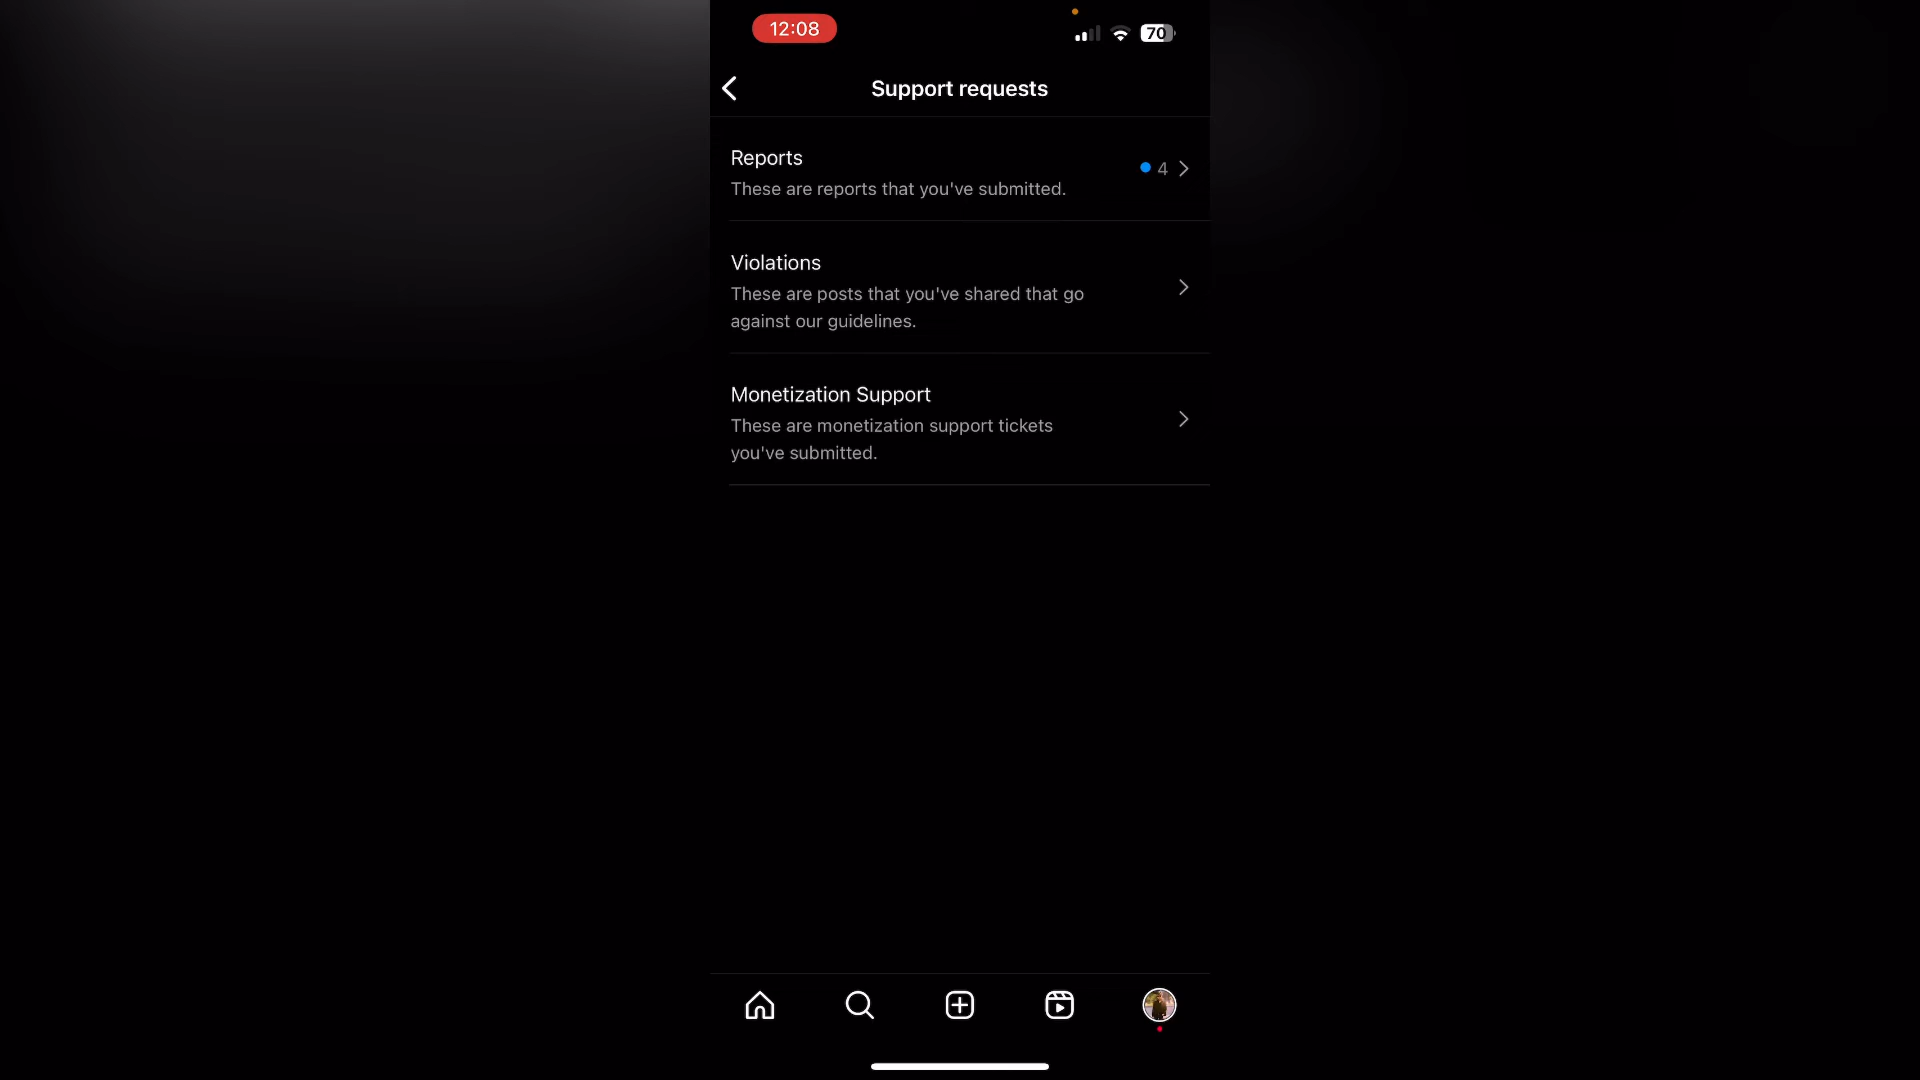 12:08
70
Support requests
Reports
4
These are reports that you've submitted.
Violations
These are posts that you've shared that go
against our guidelines.
Monetization Support
These are monetization support tickets
you've submitted.